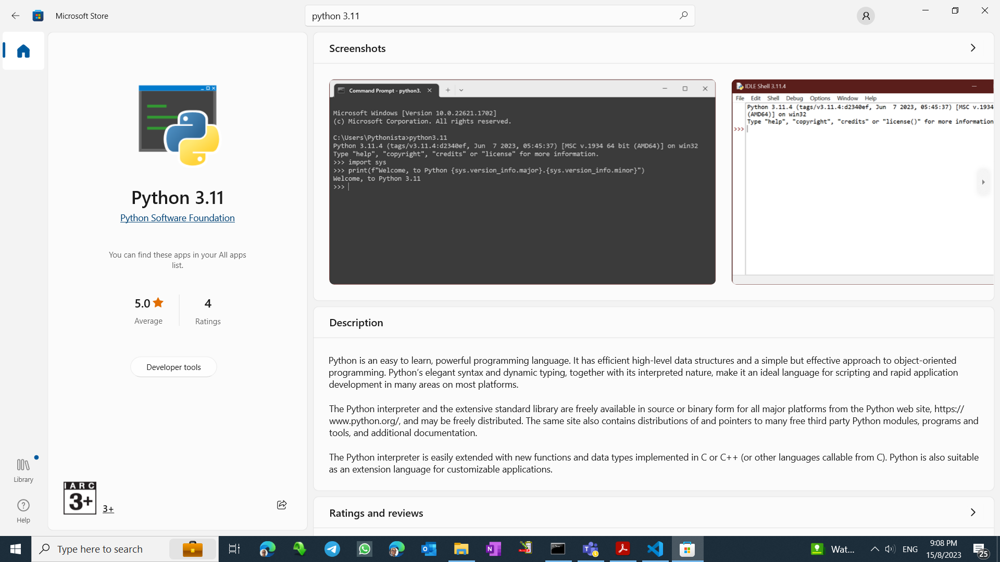 Microsoft Store
python 3.11
Python 3.11
Python Software Foundation
You can find these apps in your All apps
list.
5.0
Average
4
Ratings
Developer tools
IARC
3+
3+
Library
Help
Screenshots
Command Prompt - python3.
Microsoft Windows [Version 10.0.22621.1702]
(c) Microsoft Corporation. All rights reserved.
C:\Users\Pythonista>python3.11
Python 3.11.4 (tags/v3.11.4:d2340ef, Jun  7 2023, 05:45:37) [MSC v.1934 64 bit (AMD64)] on win32
Type "help", "copyright", "credits" or "license" for more information.
>>> import sys
>>> print(f"Welcome, to Python {sys.version_info.major}.{sys.version_info.minor}")
Welcome, to Python 3.11
>>>
IDLE Shell 3.11.4
File Edit Shell Debug Options Window Help
Python 3.11.4 (tags/v3.11.4:d2340ef, Jun  7 2023, 05:45:37) [MSC v.1934
(AMD64)] on win32
Type "help", "copyright", "credits" or "license()" for more information
>>>
Description
Python is an easy to learn, powerful programming language. It has efficient high-level data structures and a simple but effective approach to object-oriented
programming. Python's elegant syntax and dynamic typing, together with its interpreted nature, make it an ideal language for scripting and rapid application
development in many areas on most platforms.
The Python interpreter and the extensive standard library are freely available in source or binary form for all major platforms from the Python web site, https://
www.python.org/, and may be freely distributed. The same site also contains distributions of and pointers to many free third party Python modules, programs and
tools, and additional documentation.
The Python interpreter is easily extended with new functions and data types implemented in C or C++ (or other languages callable from C). Python is also suitable
as an extension language for customizable applications.
Ratings and reviews
Type here to search
Wat...
ENG
9:08 PM
15/8/2023
25